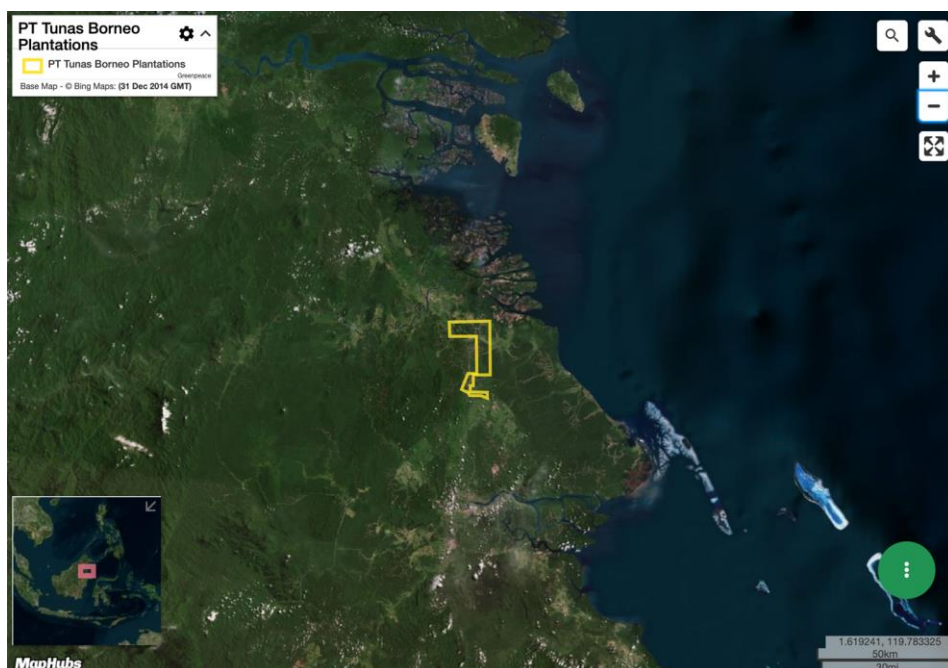 PT Tunas Borneo
Plantations
PT Tunas Borneo Plantations
Greenpeace
Base Map - © Bing Maps: (31 Dec 2014 GMT)
+
−
1.619241, 119.783325
50km
30mi
MapHubs